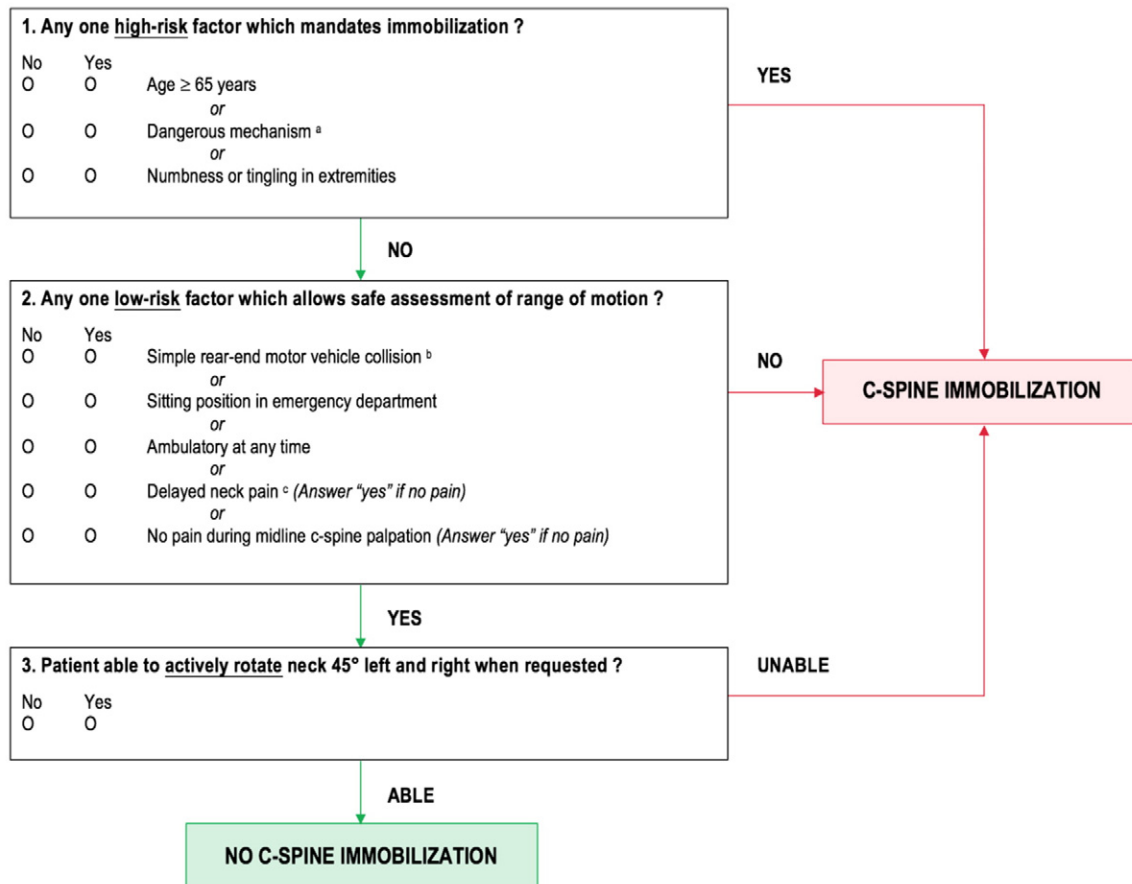 1. Any one high-risk factor which mandates immobilization ?
No Yes
O O Age ≥ 65 years
or
O O Dangerous mechanism ᵃ
or
O O Numbness or tingling in extremities
YES
NO
2. Any one low-risk factor which allows safe assessment of range of motion ?
No Yes
O O Simple rear-end motor vehicle collision ᵇ
or
O O Sitting position in emergency department
or
O O Ambulatory at any time
or
O O Delayed neck pain ᶜ (Answer “yes” if no pain)
or
O O No pain during midline c-spine palpation (Answer “yes” if no pain)
NO
C-SPINE IMMOBILIZATION
YES
3. Patient able to actively rotate neck 45° left and right when requested ?
No Yes
O O
UNABLE
ABLE
NO C-SPINE IMMOBILIZATION